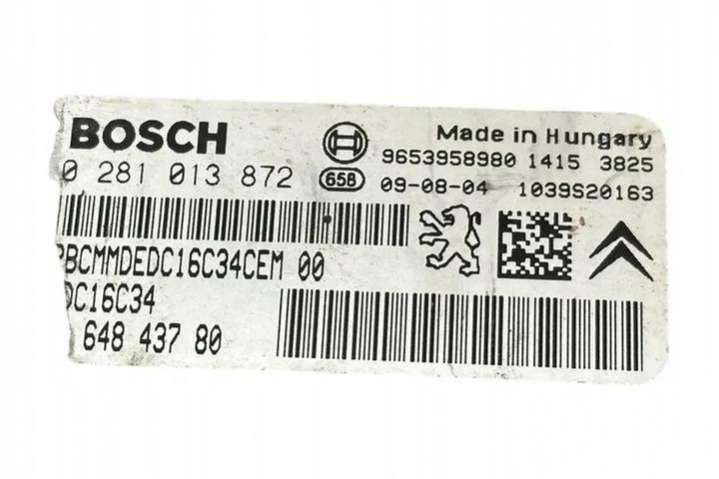 BOSCH
Made in Hungary
9653958980 1415 3825
0 281 013 872
65B
09-08-04 1039S20163
BCMMDEDC16C34CEM 00
DC16C34
648 437 80